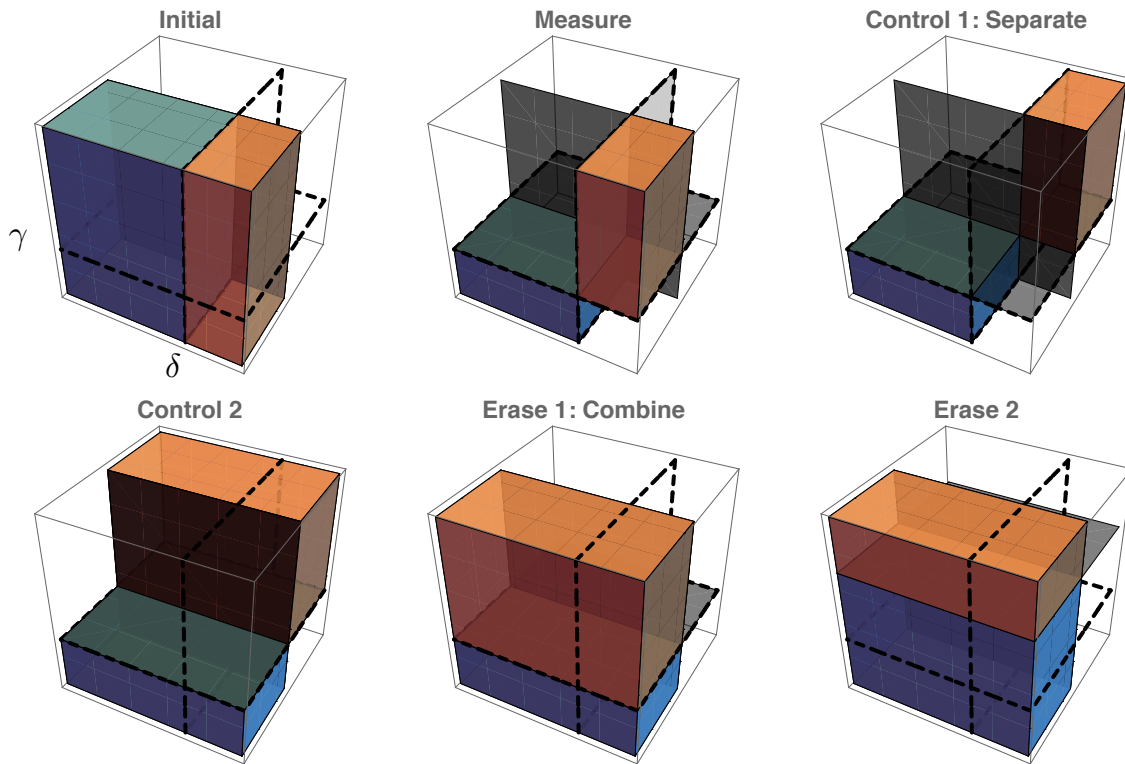 Initial
Measure
Control 1: Separate
γ
δ
Control 2
Erase 1: Combine
Erase 2